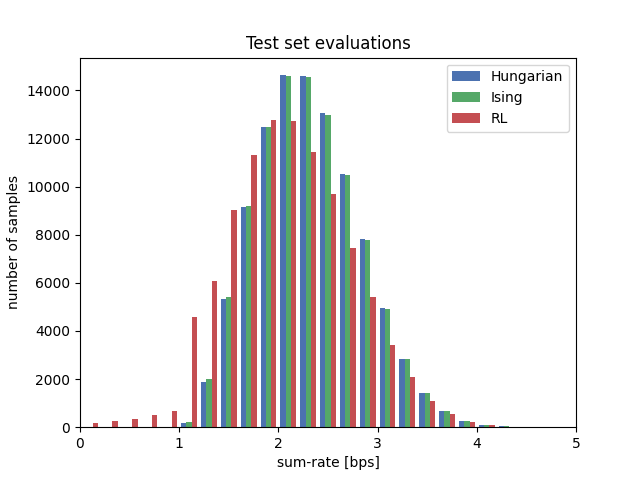 Test set evaluations
Hungarian
Ising
RL
number of samples
14000
12000
10000
8000
6000
4000
2000
0
0 1 2 3 4 5
sum-rate [bps]